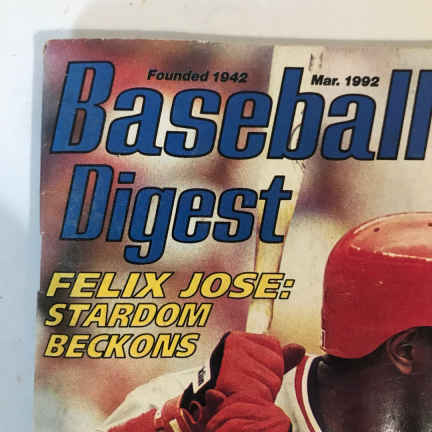 Founded 1942 Mar. 1992
Baseball
Digest
FELIX JOSE:
STARDOM
BECKONS